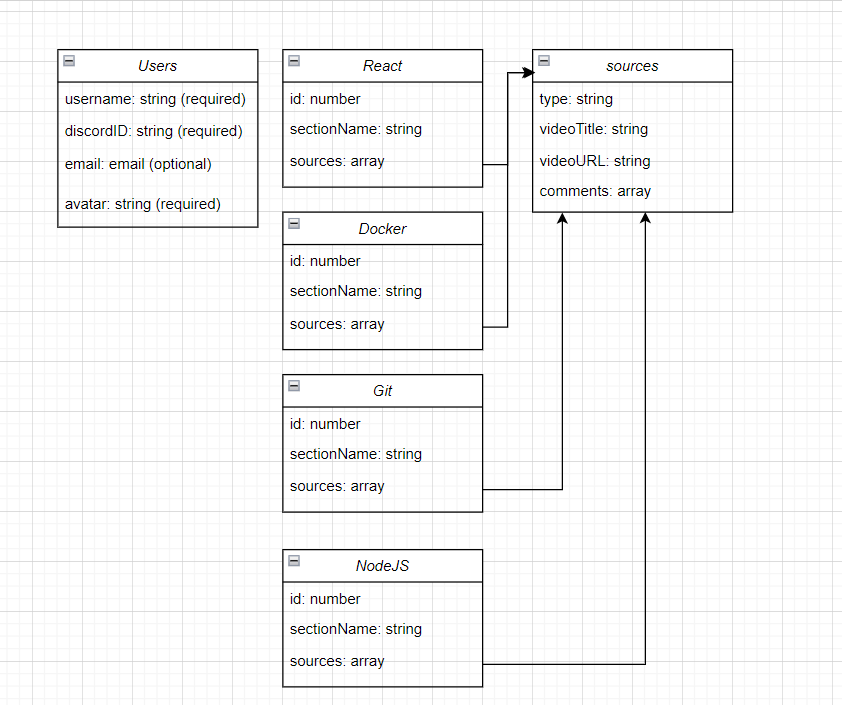 Users
username: string (required)
discordID: string (required)
email: email (optional)
avatar: string (required)
React
id: number
sectionName: string
sources: array
Docker
id: number
sectionName: string
sources: array
Git
id: number
sectionName: string
sources: array
NodeJS
id: number
sectionName: string
sources: array
sources
type: string
videoTitle: string
videoURL: string
comments: array